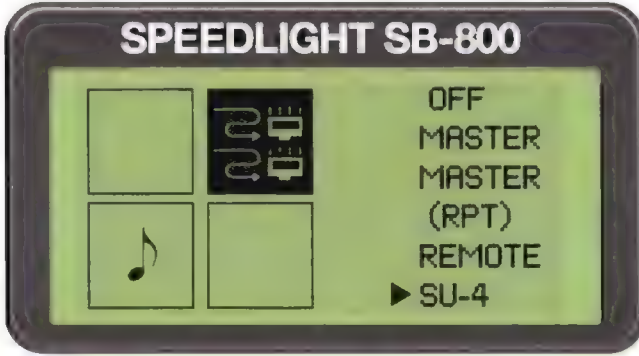 SPEEDLIGHT SB-800
OFF
MASTER
MASTER
(RPT)
REMOTE
SU-4